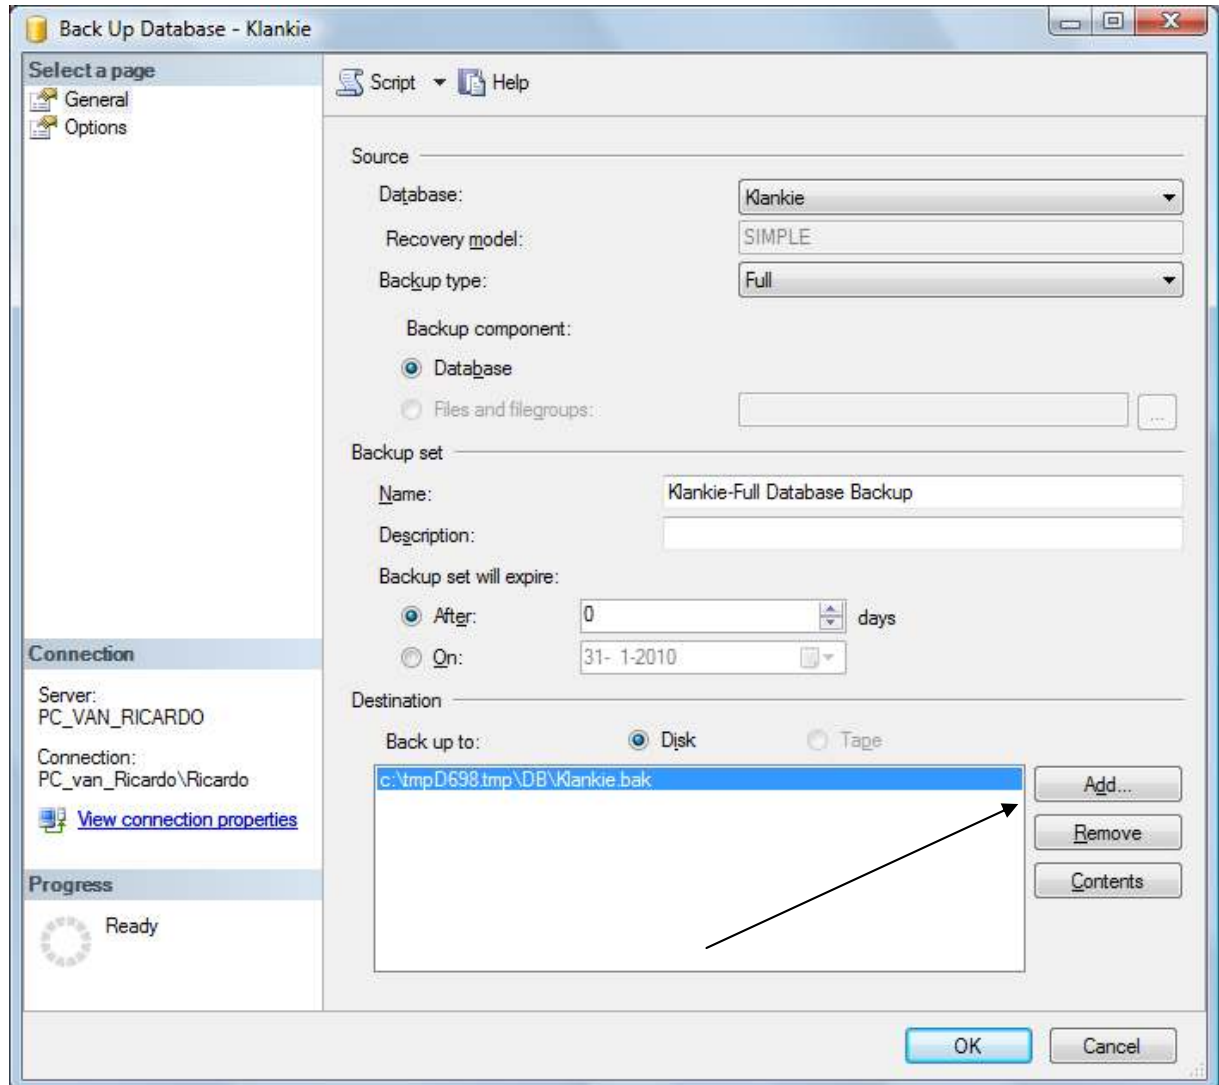 Back Up Database - Klankie
Select a page
General
Options
Script
Help
Source
Database:
Klankie
Recovery model:
SIMPLE
Backup type:
Full
Backup component:
Database
Files and filegroups:
...
Backup set
Name:
Klankie-Full Database Backup
Description:
Backup set will expire:
After:
0
days
On:
31- 1-2010
Destination
Back up to:
Disk
Tape
c:\tmpD698.tmp\DB\Klankie.bak
Add...
Remove
Contents
Connection
Server:
PC_VAN_RICARDO
Connection:
PC_van_Ricardo\Ricardo
View connection properties
Progress
Ready
OK
Cancel